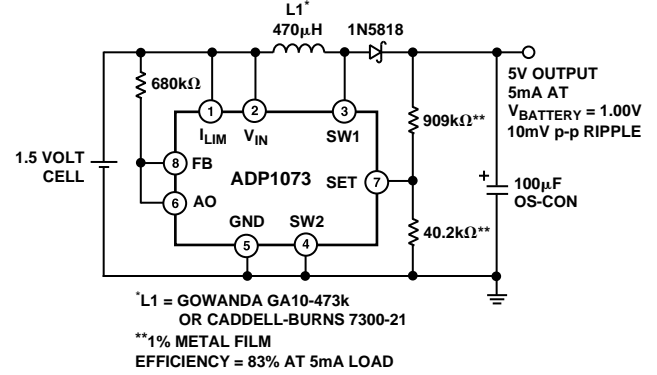 L1*
470μH
1N5818
680kΩ
5V OUTPUT
5mA AT
VBATTERY = 1.00V
10mV p-p RIPPLE
909kΩ**
1
2
3
ILIM
VIN
SW1
1.5 VOLT
CELL
8
FB
ADP1073
SET
7
+
100μF
OS-CON
6
AO
GND
SW2
40.2kΩ**
5
4
*L1 = GOWANDA GA10-473k
OR CADDELL-BURNS 7300-21
**1% METAL FILM
EFFICIENCY = 83% AT 5mA LOAD